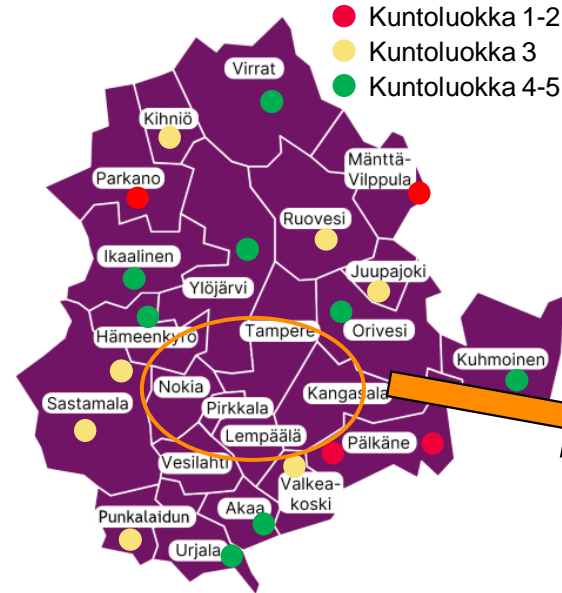 Kuntoluokka 1-2
Kuntoluokka 3
Kuntoluokka 4-5
Virrat
Kihniö
Mänttä-
Vilppula
Parkano
Ruovesi
Ikaalinen
Juupajoki
Ylöjärvi
Hämeenkyrö
Tampere
Orivesi
Kuhmoinen
Nokia
Kangasala
Sastamala
Pirkkala
Lempäälä
Pälkäne
Vesilahti
Valkea-
koski
Akaa
Punkalaidun
Urjala